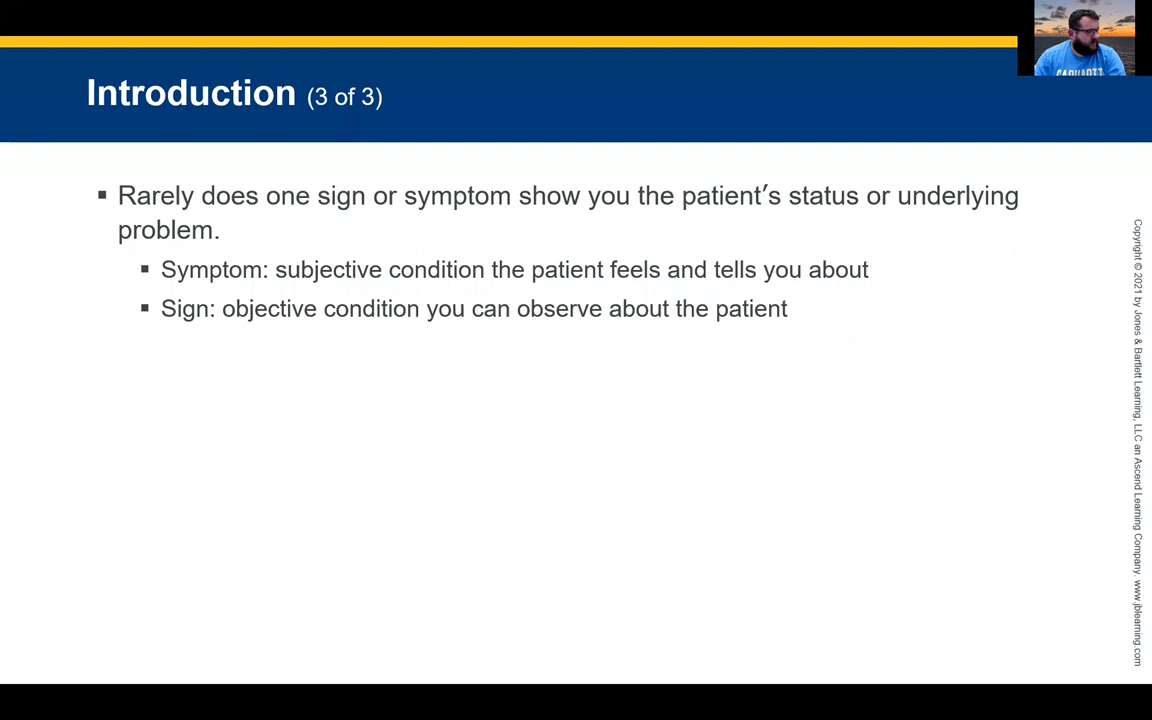 Introduction (3 of 3)
▪ Rarely does one sign or symptom show you the patient’s status or underlying
problem.
▪ Symptom: subjective condition the patient feels and tells you about
▪ Sign: objective condition you can observe about the patient
Copyright © 2021 by Jones & Bartlett Learning, LLC an Ascend Learning Company. www.jblearning.com
CARHARTT